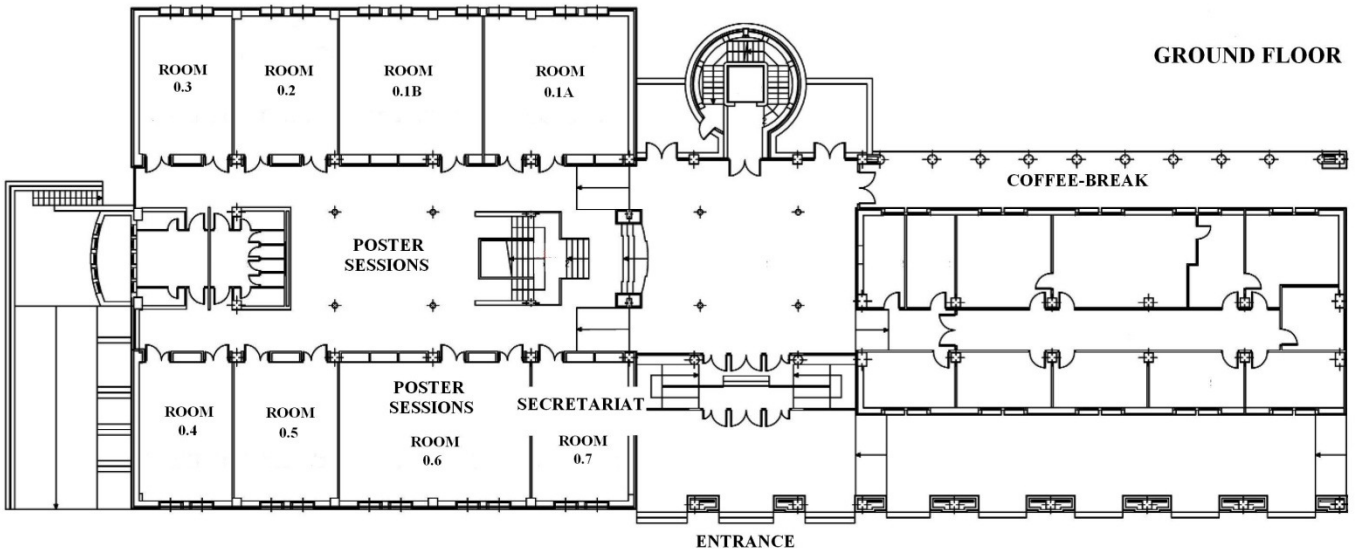 GROUND FLOOR
ROOM
0.3
ROOM
0.2
ROOM
0.1B
ROOM
0.1A
COFFEE-BREAK
POSTER
SESSIONS
POSTER
SESSIONS
SECRETARIAT
ROOM
0.4
ROOM
0.5
ROOM
0.6
ROOM
0.7
ENTRANCE